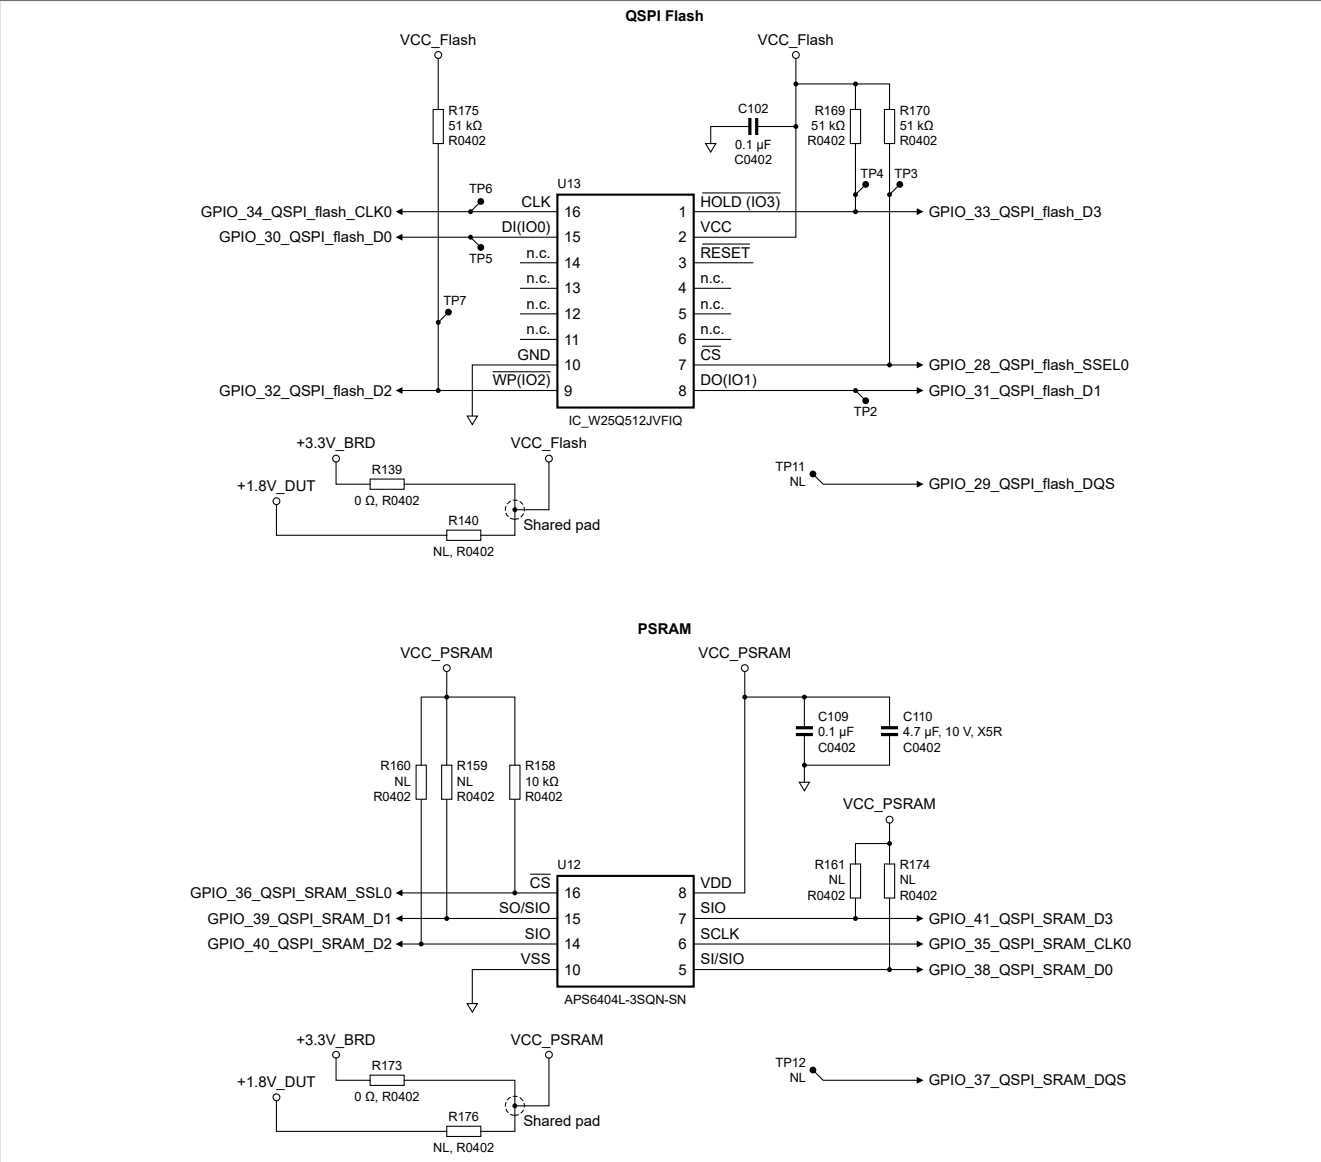 QSPI Flash
VCC_Flash
VCC_Flash
R175
51 kΩ
R0402
C102
0.1 µF
C0402
R169
51 kΩ
R0402
R170
51 kΩ
R0402
TP4
TP3
U13
TP6
CLK
16
GPIO_34_QSPI_flash_CLK0
DI(IO0)
15
GPIO_30_QSPI_flash_D0
TP5
n.c.
14
n.c.
13
n.c.
12
n.c.
11
TP7
GND
10
WP(IO2)
9
GPIO_32_QSPI_flash_D2
1
HOLD (IO3)
GPIO_33_QSPI_flash_D3
2
VCC
3
RESET
4
n.c.
5
n.c.
6
n.c.
7
CS
GPIO_28_QSPI_flash_SSEL0
8
DO(IO1)
GPIO_31_QSPI_flash_D1
TP2
IC_W25Q512JVFIQ
+3.3V_BRD
VCC_Flash
R139
0 Ω, R0402
+1.8V_DUT
R140
NL, R0402
Shared pad
TP11
NL
GPIO_29_QSPI_flash_DQS
PSRAM
VCC_PSRAM
VCC_PSRAM
R160
NL
R0402
R159
NL
R0402
R158
10 kΩ
R0402
C109
0.1 µF
C0402
C110
4.7 µF, 10 V, X5R
C0402
VCC_PSRAM
R161
NL
R0402
R174
NL
R0402
U12
CS
16
GPIO_36_QSPI_SRAM_SSL0
SO/SIO
15
GPIO_39_QSPI_SRAM_D1
SIO
14
GPIO_40_QSPI_SRAM_D2
VSS
10
8
VDD
7
SIO
GPIO_41_QSPI_SRAM_D3
6
SCLK
GPIO_35_QSPI_SRAM_CLK0
5
SI/SIO
GPIO_38_QSPI_SRAM_D0
APS6404L-3SQN-SN
+3.3V_BRD
VCC_PSRAM
R173
0 Ω, R0402
+1.8V_DUT
R176
NL, R0402
Shared pad
TP12
NL
GPIO_37_QSPI_SRAM_DQS